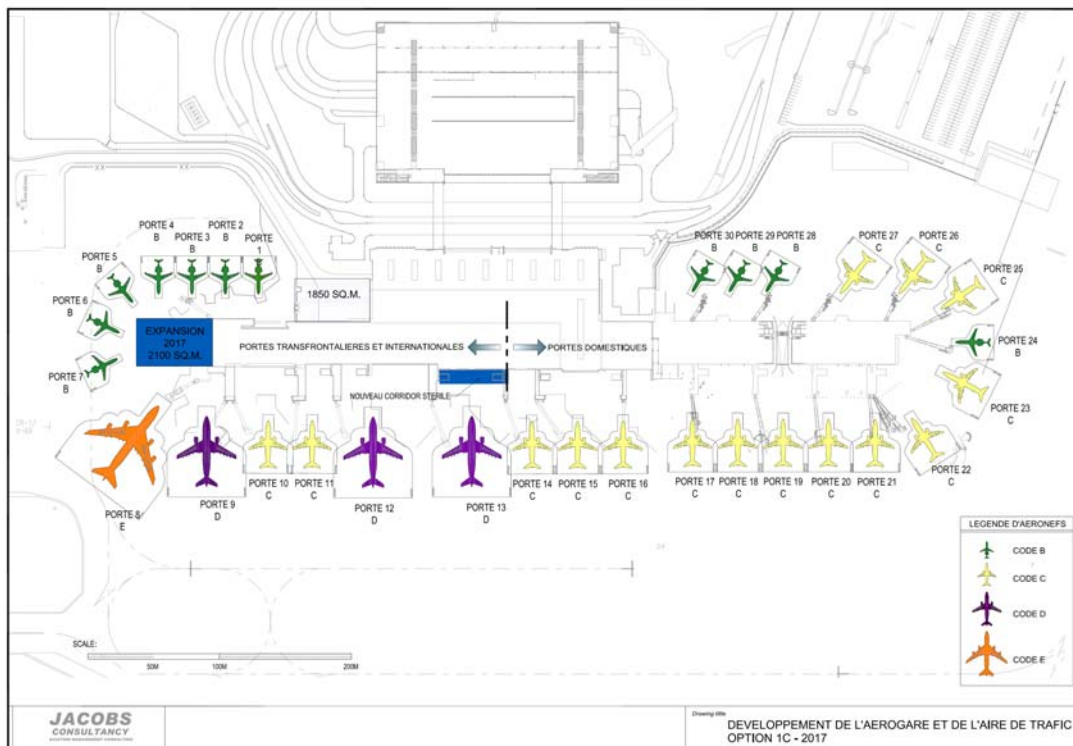 PORTE 4
B
PORTE 3
B
PORTE 2
B
PORTE
1
PORTE 5
B
PORTE 6
B
PORTE 7
B
PORTE 30
B
PORTE 29
B
PORTE 28
B
PORTE 27
C
PORTE 26
C
PORTE 25
C
PORTE 24
B
PORTE 23
C
1850 SQ.M.
EXPANSION
2017
2100 SQ.M.
PORTES TRANSFRONTALIERES ET INTERNATIONALES
PORTES DOMESTIQUES
NOUVEAU CORRIDOR STERILE
PORTE 8
E
PORTE 9
D
PORTE 10
C
PORTE 11
C
PORTE 12
D
PORTE 13
D
PORTE 14
C
PORTE 15
C
PORTE 16
C
PORTE 17
C
PORTE 18
C
PORTE 19
C
PORTE 20
C
PORTE 21
C
PORTE 22
C
LEGENDE D'AERONEFS
CODE B
CODE C
CODE D
CODE E
24
SCALE:
50M 100M 200M
JACOBS
CONSULTANCY
Drawing title
DEVELOPPEMENT DE L'AEROGARE ET DE L'AIRE DE TRAFIC
OPTION 1C - 2017